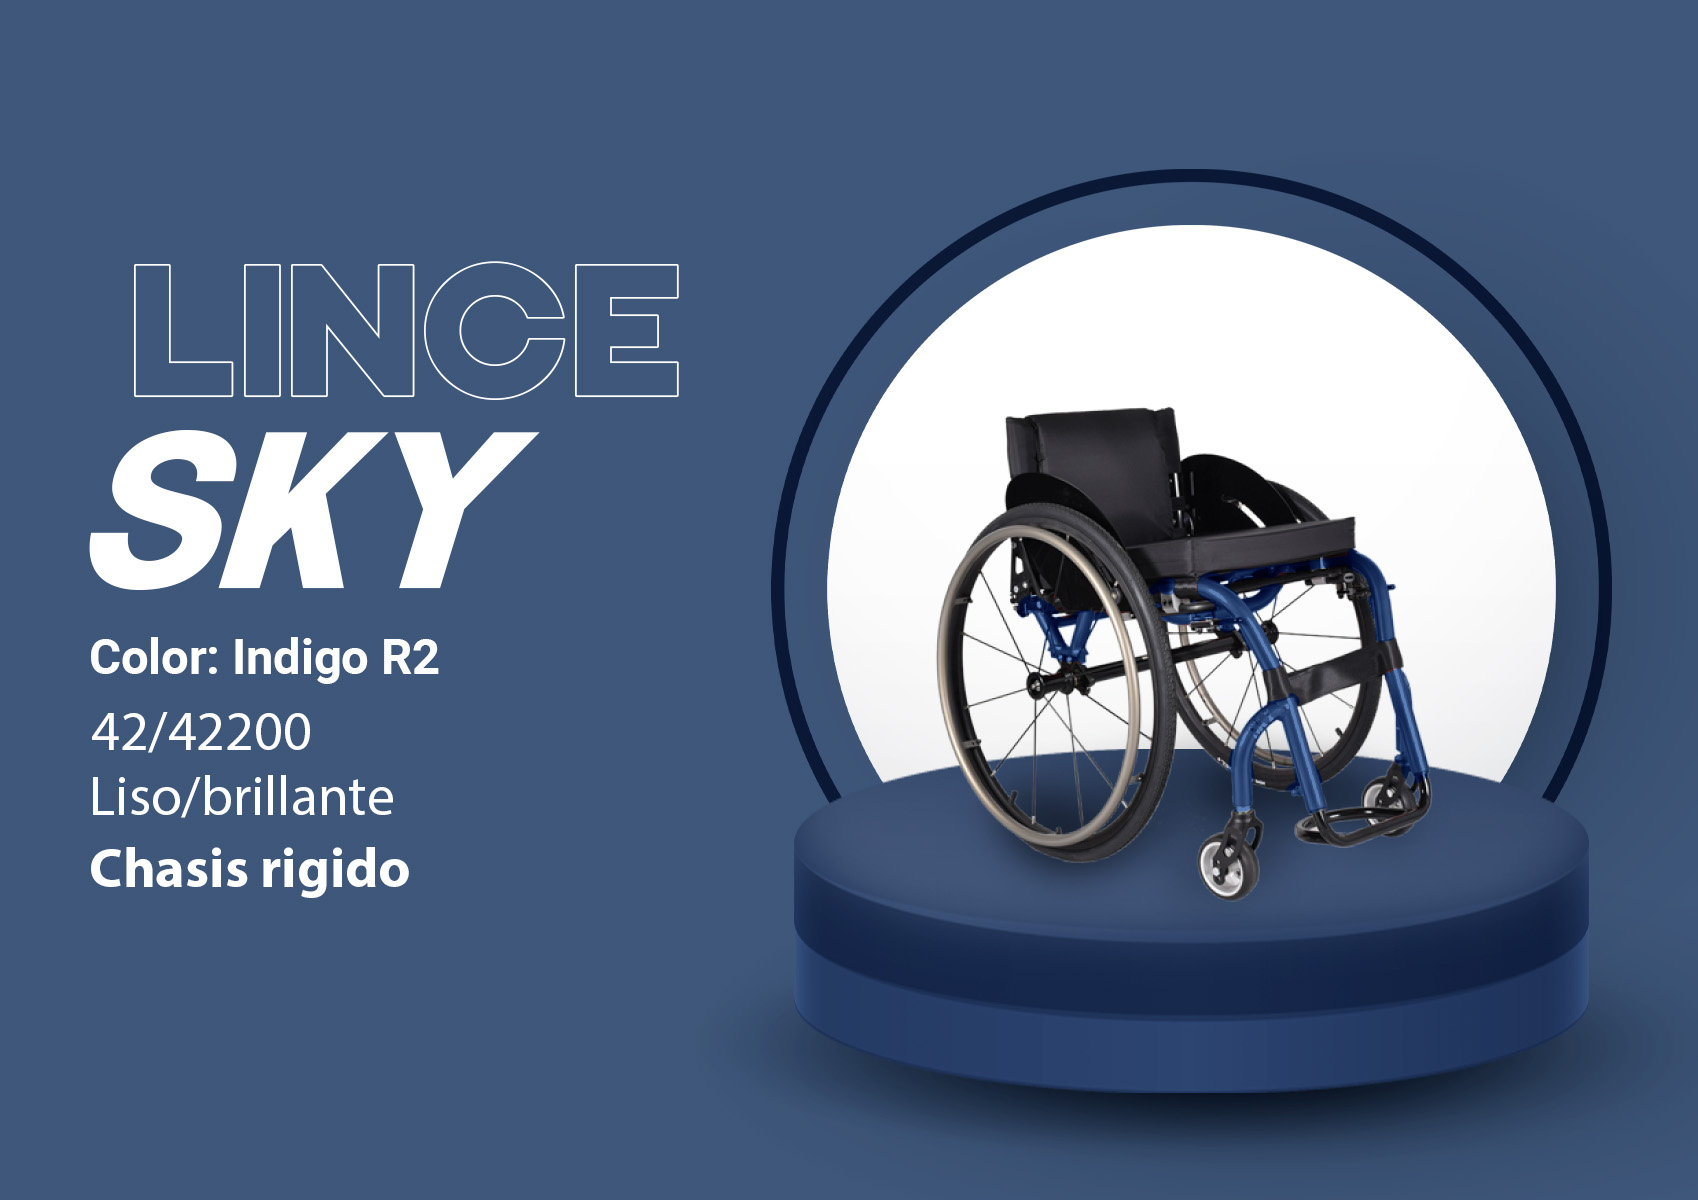 LINCE
SKY
Color: Indigo R2
42/42200
Liso/brillante
Chasis rigido